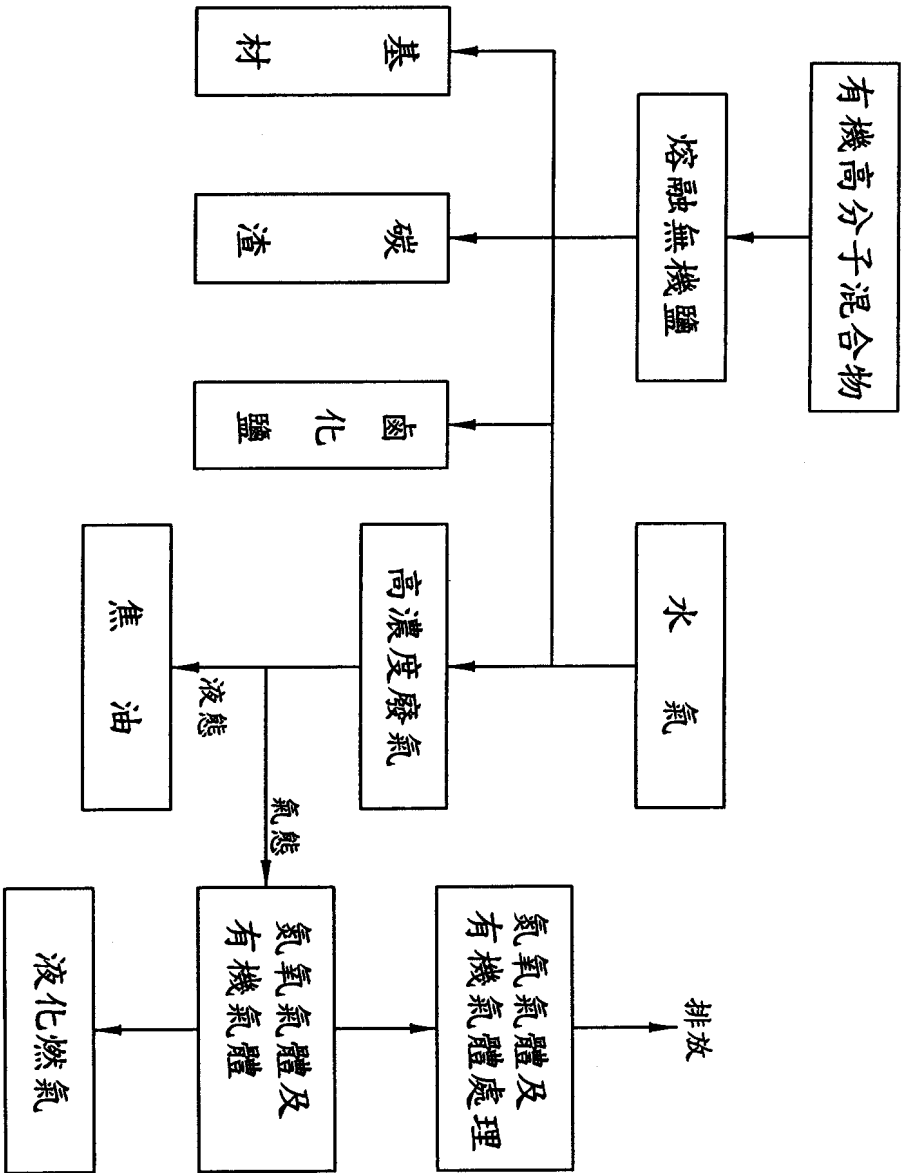 有機高分子混合物
熔融無機鹽
基材
碳渣
鹵化鹽
水氣
高濃度廢氣
焦油
液態
氣態
氮氧氣體及
有機氣體
氮氧氣體及
有機氣體處理
排放
液化燃氣